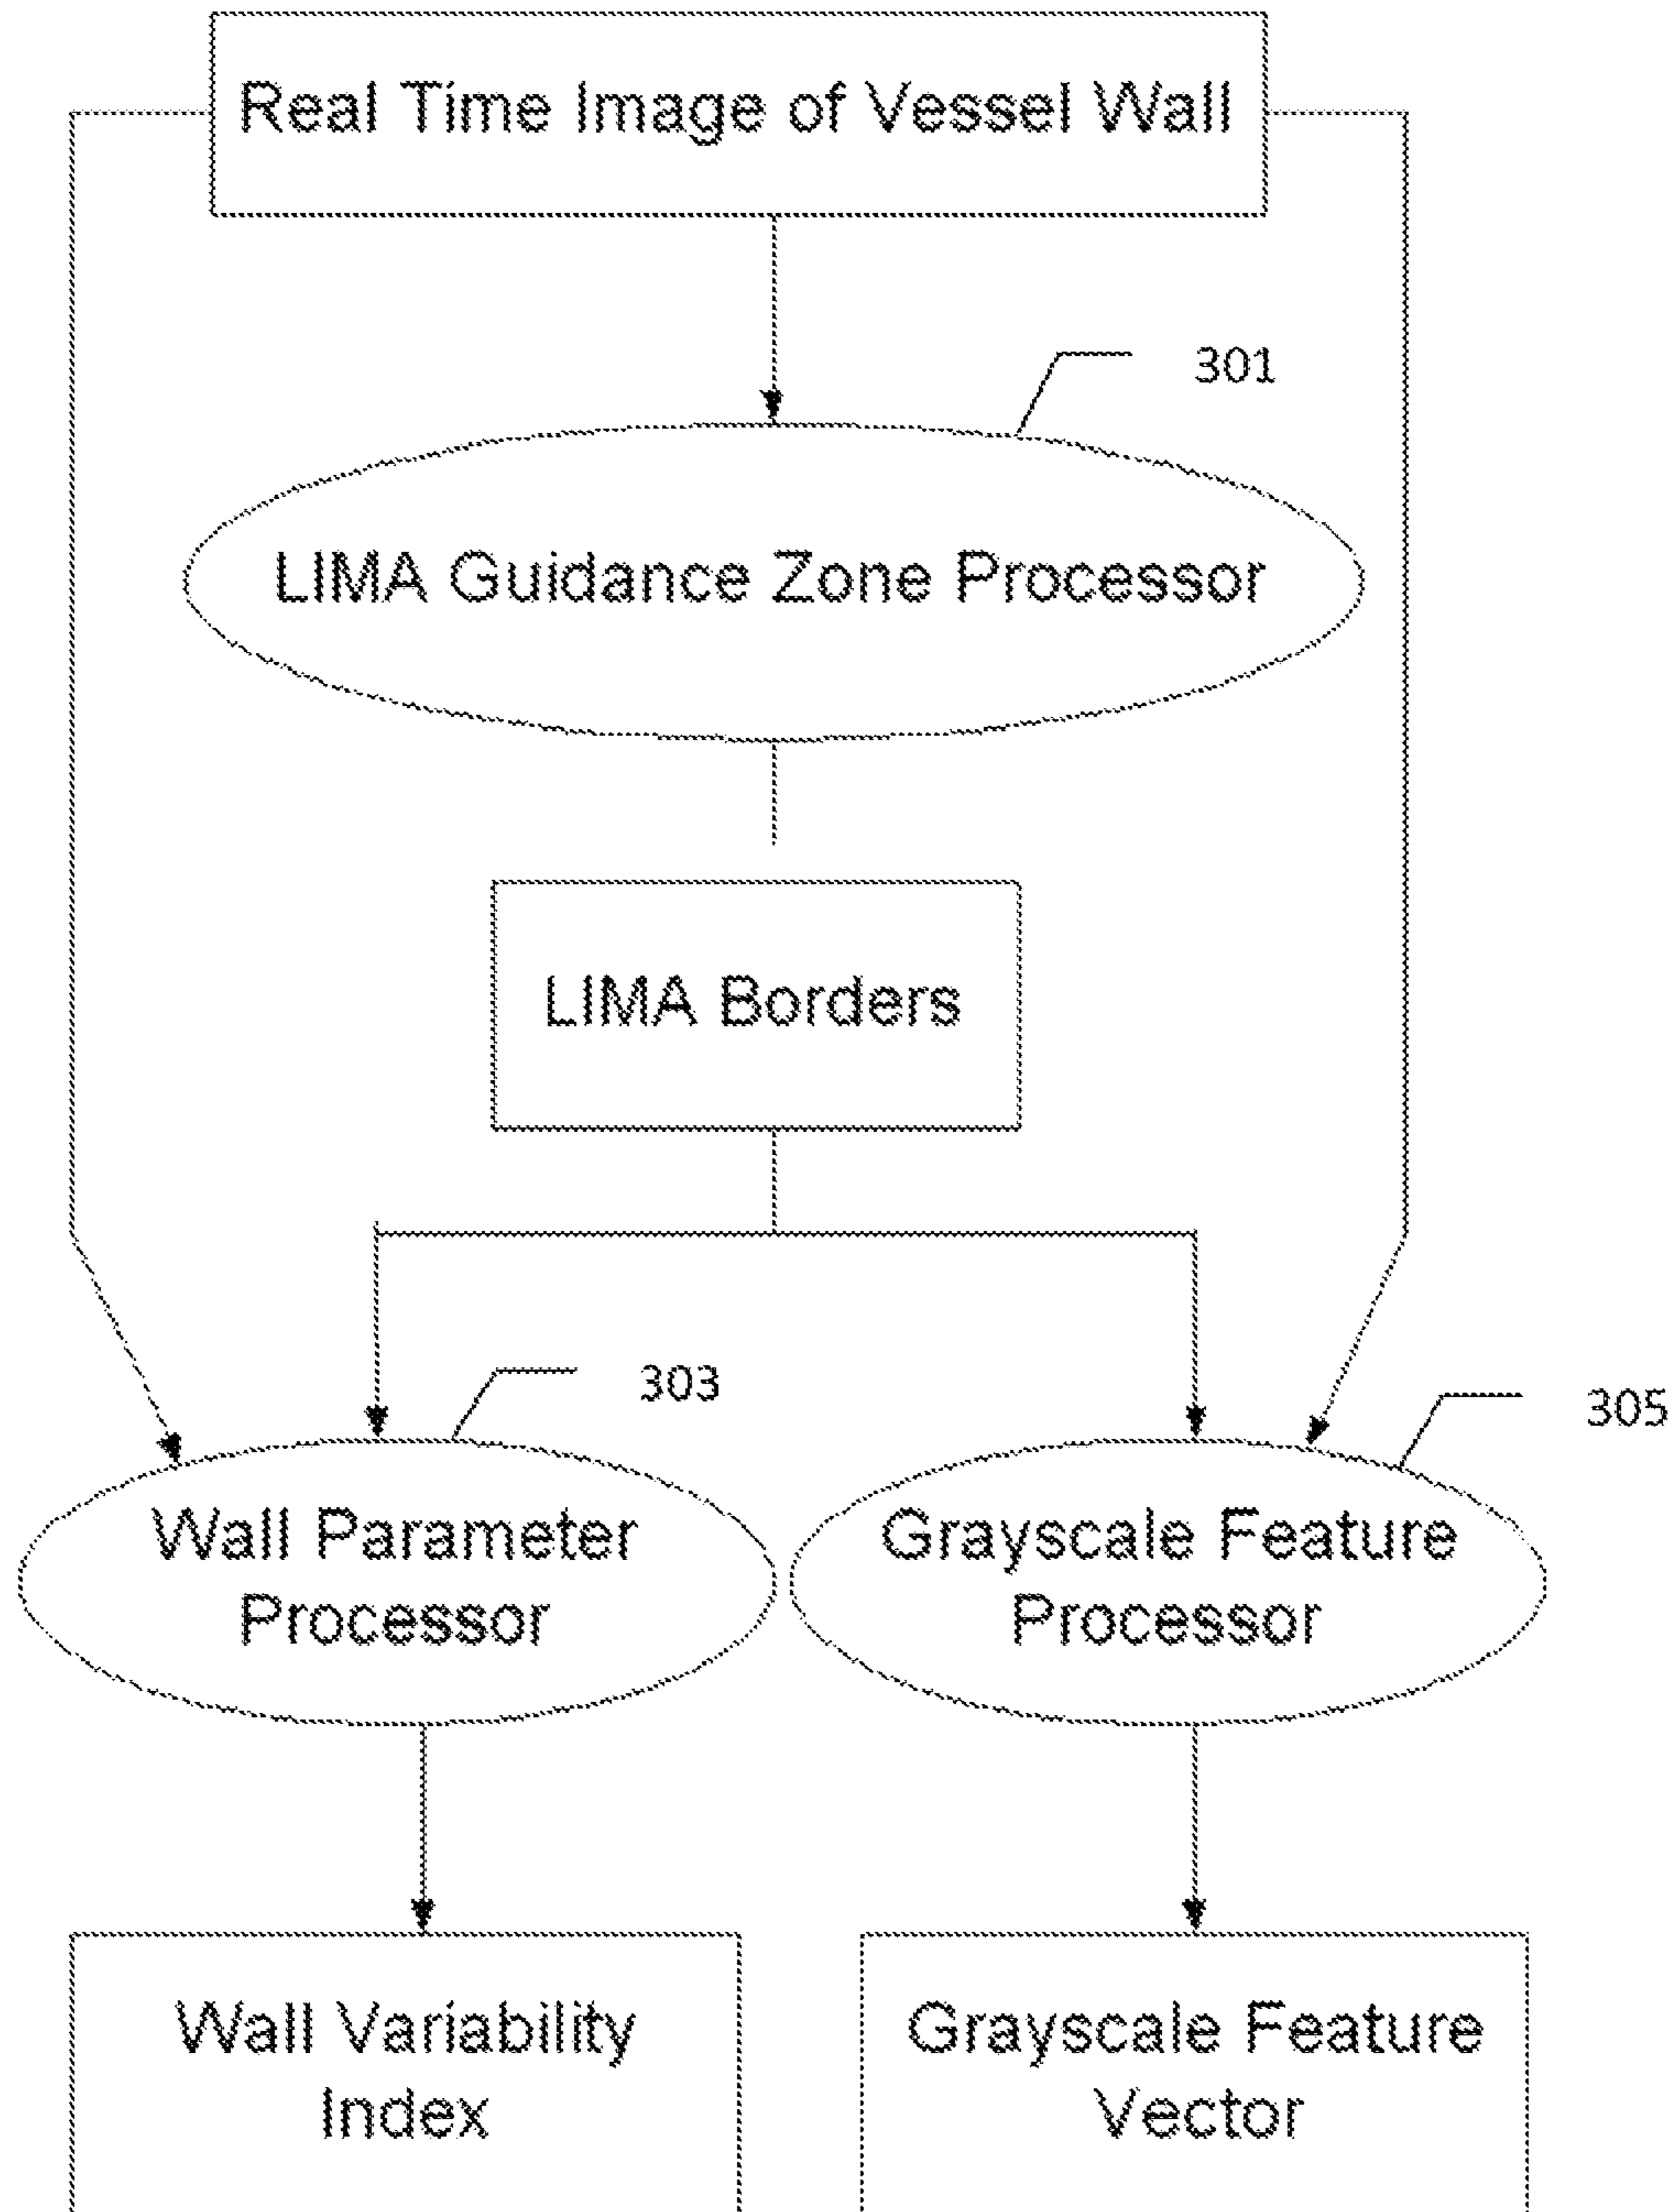 Real Time Image of Vessel Wall
301
LIMA Guidance Zone Processor
LIMA Borders
303
305
Wall Parameter
Processor
Grayscale Feature
Processor
Wall Variability
Index
Grayscale Feature
Vector